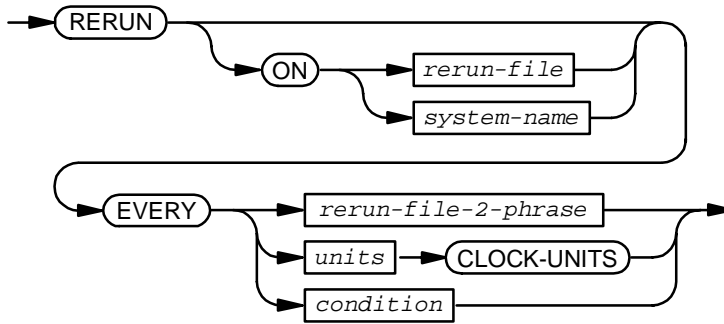 RERUN
ON rerun-file
system-name
EVERY rerun-file-2-phrase
units CLOCK-UNITS
condition